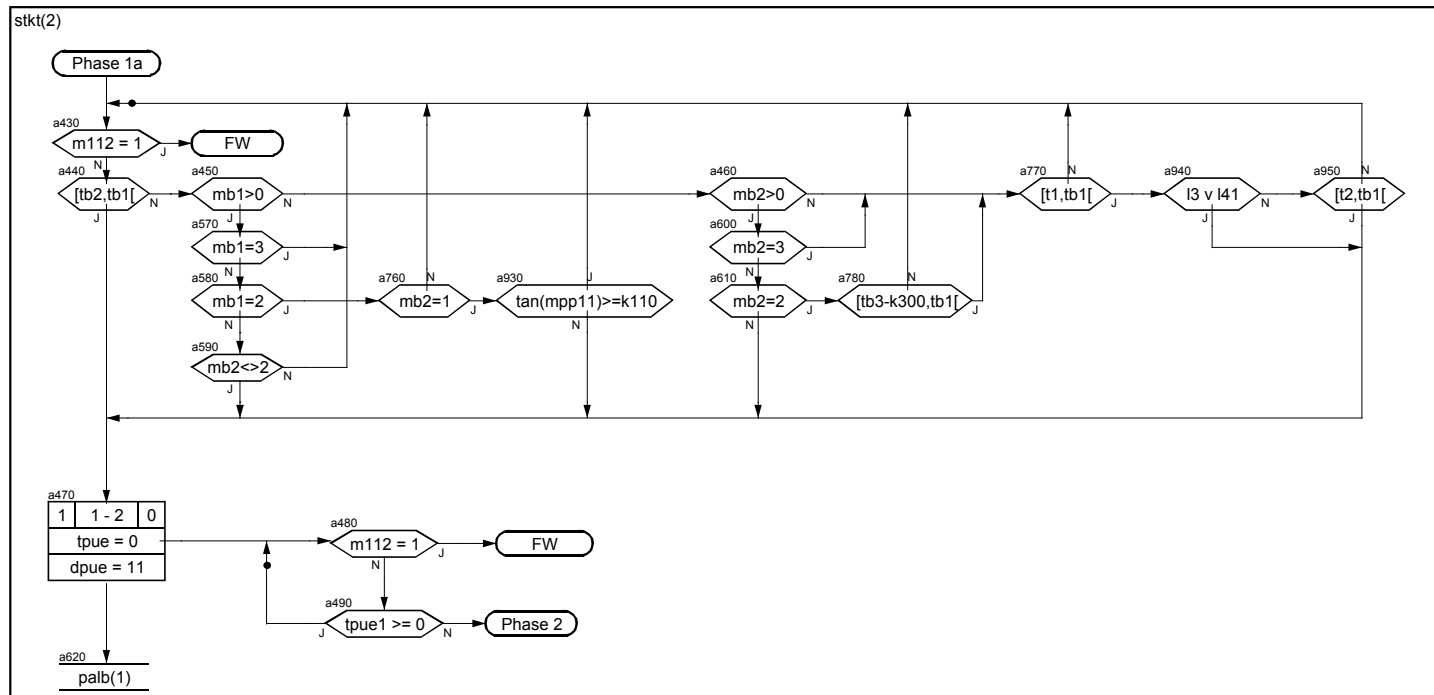 stkt(2)
Phase 1a
a430
m112 = 1
J
N
FW
a440
[tb2,tb1[
N
J
a450
mb1>0
N
J
a460
mb2>0
N
J
a770
[t1,tb1[
N
J
a940
l3 v l41
N
J
a950
[t2,tb1[
N
J
a570
mb1=3
J
N
a600
mb2=3
J
N
a580
mb1=2
J
N
a760
mb2=1
N
J
a930
tan(mpp11)>=k110
J
N
a610
mb2=2
J
N
a780
[tb3-k300,tb1[
N
J
a590
mb2<>2
N
J
a470
1 1 - 2 0
tpue = 0
dpue = 11
a480
m112 = 1
J
N
FW
a490
tpue1 >= 0
J
N
Phase 2
a620
palb(1)